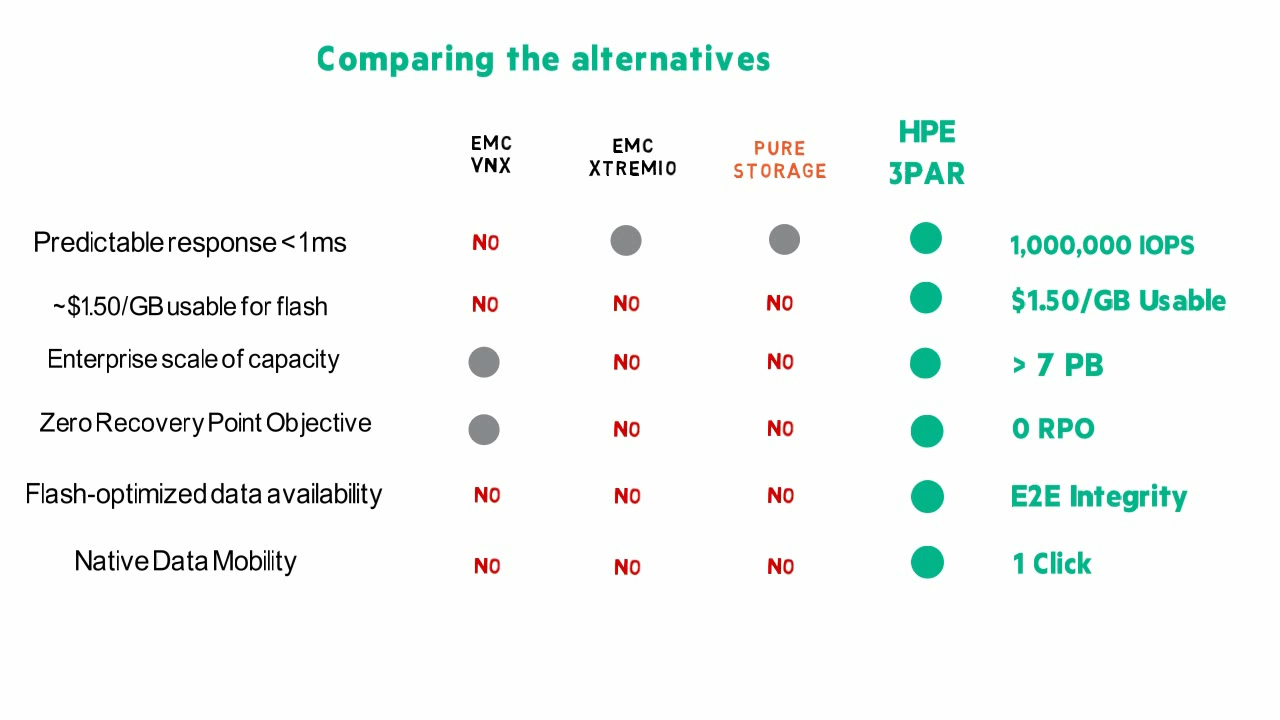 Comparing the alternatives
EMC
VNX
EMC
XTREMIO
PURE
STORAGE
HPE
3PAR
Predictable response <1ms
NO
1,000,000 IOPS
~$1.50/GB usable for flash
NO
NO
NO
$1.50/GB Usable
Enterprise scale of capacity
NO
NO
> 7 PB
Zero Recovery Point Objective
NO
NO
0 RPO
Flash-optimized data availability
NO
NO
NO
E2E Integrity
Native Data Mobility
NO
NO
NO
1 Click